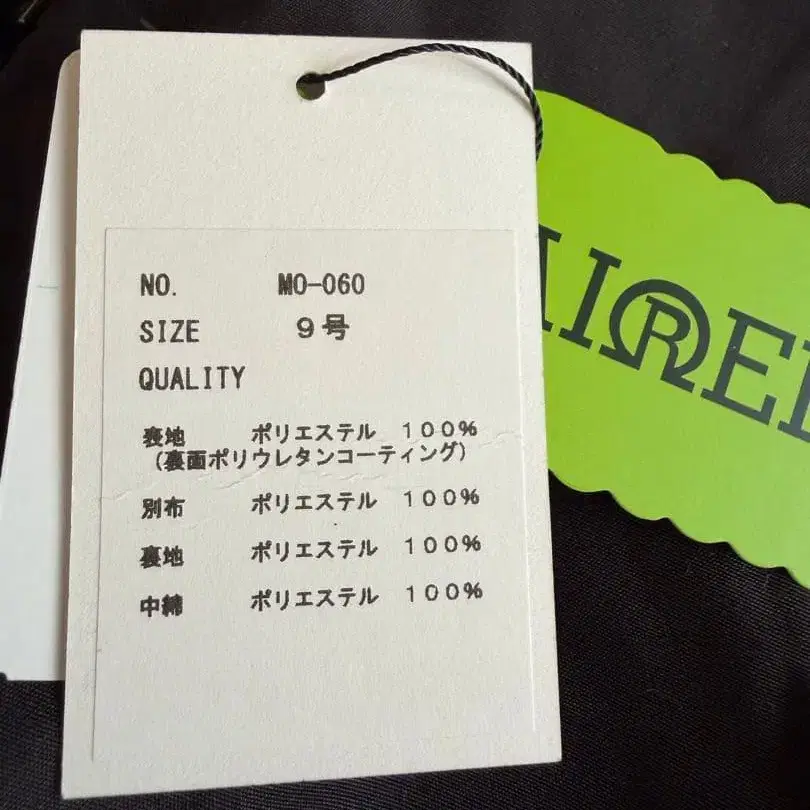 NO. MO-060
SIZE 9号
QUALITY
表地 ポリエステル 100%
(裏面ポリウレタンコーティング)
別布 ポリエステル 100%
裏地 ポリエステル 100%
中綿 ポリエステル 100%